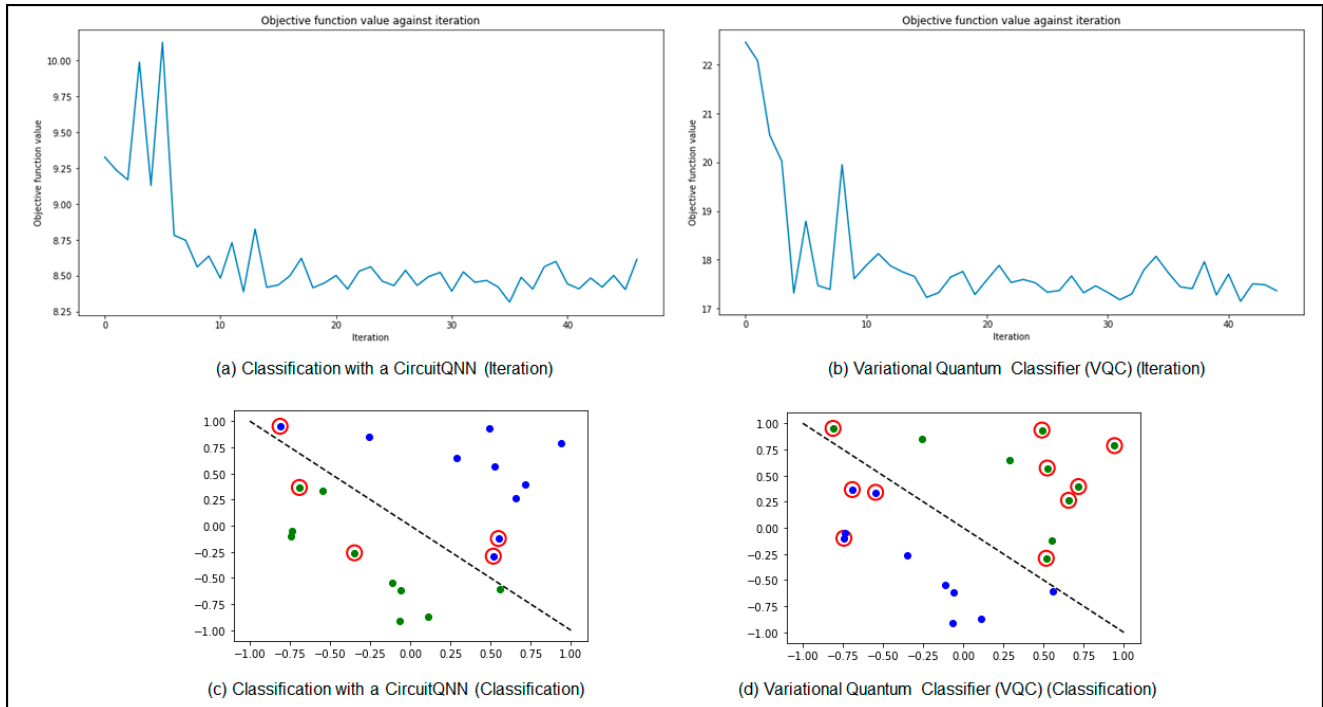 Objective function value against iteration
Objective function value
10.00
9.75
9.50
9.25
9.00
8.75
8.50
8.25
0 10 20 30 40
Iteration
(a) Classification with a CircuitQNN (Iteration)
Objective function value against iteration
Objective function value
22
21
20
19
18
17
0 10 20 30 40
Iteration
(b) Variational Quantum Classifier (VQC) (Iteration)
1.00
0.75
0.50
0.25
0.00
−0.25
−0.50
−0.75
−1.00
−1.00 −0.75 −0.50 −0.25 0.00 0.25 0.50 0.75 1.00
(c) Classification with a CircuitQNN (Classification)
1.00
0.75
0.50
0.25
0.00
−0.25
−0.50
−0.75
−1.00
−1.00 −0.75 −0.50 −0.25 0.00 0.25 0.50 0.75 1.00
(d) Variational Quantum Classifier (VQC) (Classification)